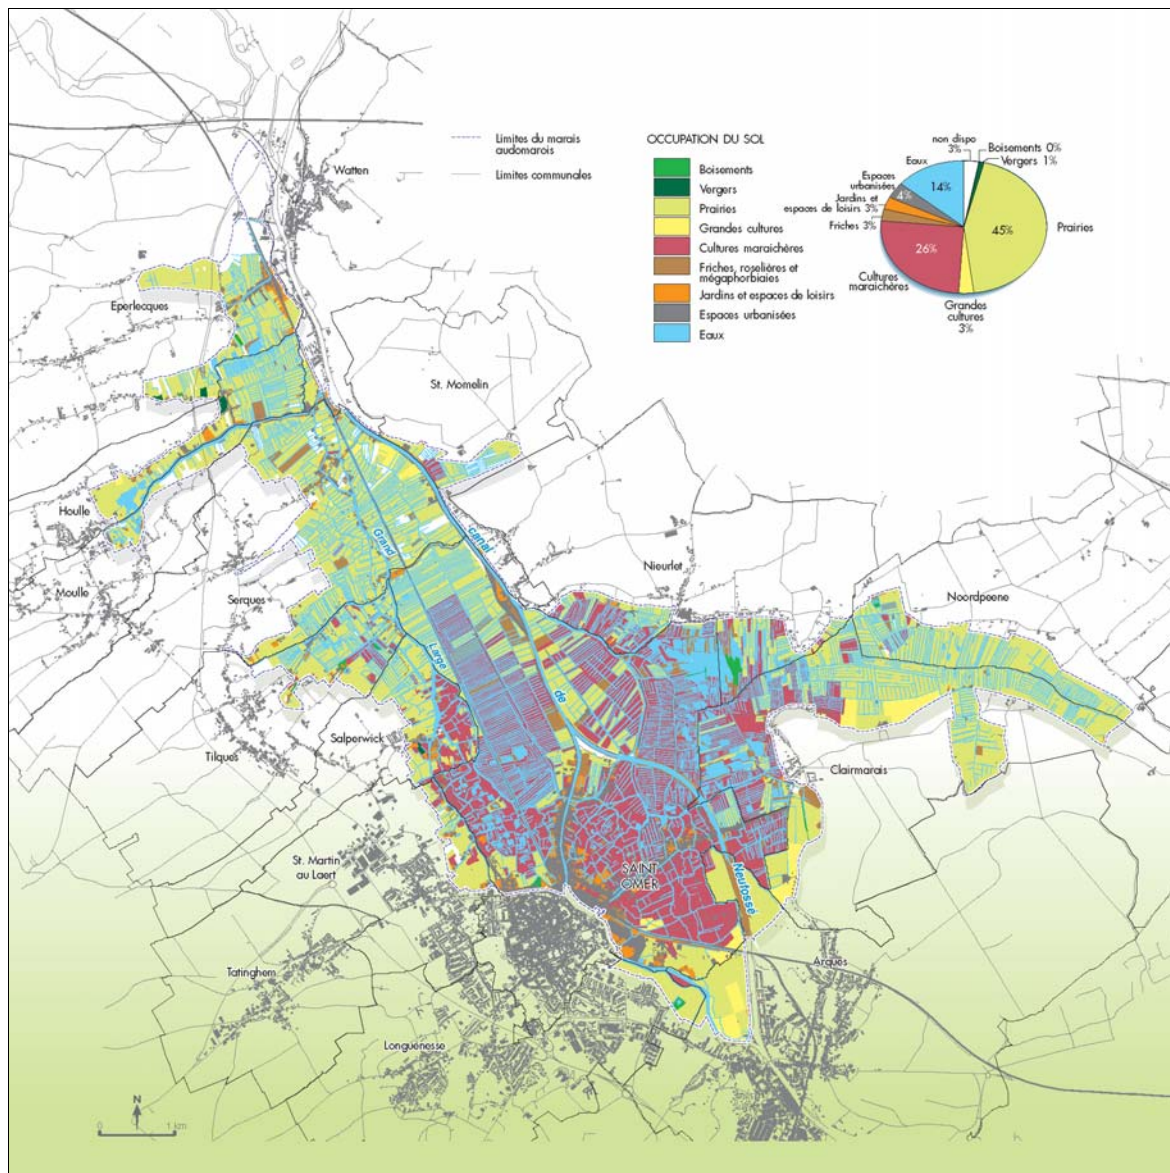 Limites du marais
audomarois
Limites communales
OCCUPATION DU SOL
Boisements
Vergers
Prairies
Grandes cultures
Cultures maraichères
Friches, roselières et
mégaphorbiaies
Jardins et espaces de loisirs
Espaces urbanisées
Eaux
non dispo
3%
Boisements 0%
Vergers 1%
Eaux
14%
Espaces
urbanisées
4%
Jardins et
espaces de loisirs 3%
Friches 3%
26%
45%
Prairies
Cultures
maraichères
Grandes
cultures
3%
Watten
Eperlecques
St. Momelin
Houlle
Moulle
Serques
Grand
Large
canal
de
Neuffossé
Nieurlet
Noordpeene
Salperwick
Tilques
Clairmarais
St. Martin
au Laert
SAINT
OMER
Tatinghem
Arques
Longuenesse
N
0 1 km